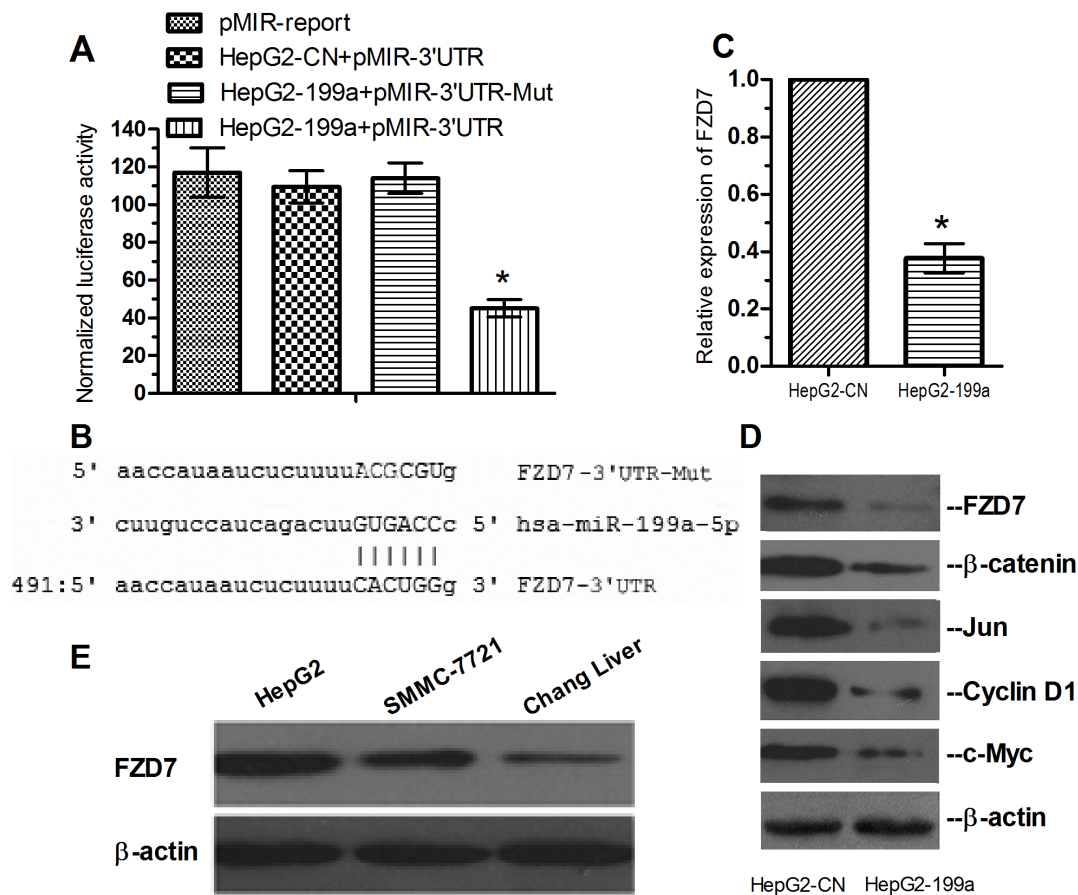 A
pMIR-report
HepG2-CN+pMIR-3'UTR
HepG2-199a+pMIR-3'UTR-Mut
HepG2-199a+pMIR-3'UTR
Normalized luciferase activity
140
120
100
80
60
40
20
0
*
C
Relative expression of FZD7
1.0
0.8
0.6
0.4
0.2
0.0
*
HepG2-CN HepG2-199a
B
5' aaccauaaucucuuuuACGCGUg FZD7-3'UTR-Mut
3' cuuguccaucagacuuGUGACCc 5' hsa-miR-199a-5p
491:5' aaccauaaucucuuuuCACUGGg 3' FZD7-3'UTR
D
--FZD7
--β-catenin
--Jun
--Cyclin D1
--c-Myc
--β-actin
HepG2-CN HepG2-199a
E
HepG2 SMMC-7721 Chang Liver
FZD7
β-actin